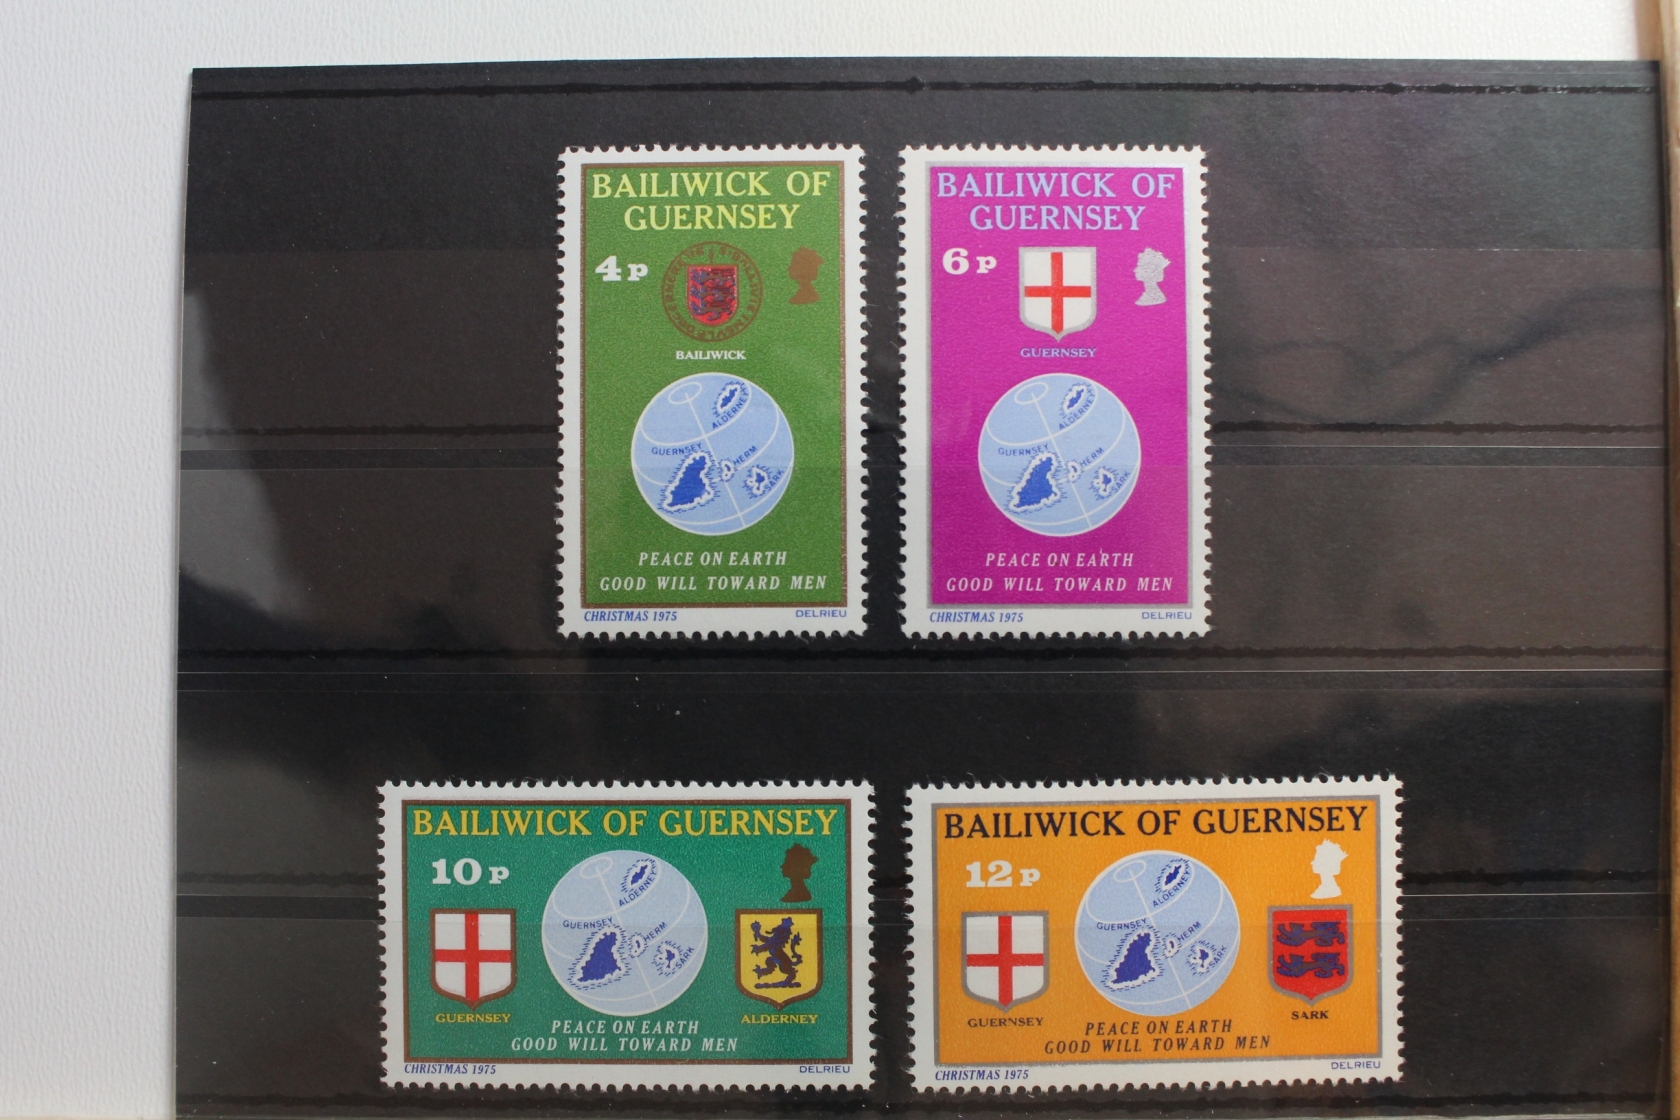 BAILIWICK OF
GUERNSEY
4p
BAILIWICK
ALDERNEY
GUERNSEY
HERM
SARK
PEACE ON EARTH
GOOD WILL TOWARD MEN
CHRISTMAS 1975 DELRIEU
BAILIWICK OF
GUERNSEY
6p
GUERNSEY
ALDERNEY
GUERNSEY
HERM
SARK
PEACE ON EARTH
GOOD WILL TOWARD MEN
CHRISTMAS 1975 DELRIEU
BAILIWICK OF GUERNSEY
10p
ALDERNEY
GUERNSEY
HERM
SARK
GUERNSEY
ALDERNEY
PEACE ON EARTH
GOOD WILL TOWARD MEN
CHRISTMAS 1975 DELRIEU
BAILIWICK OF GUERNSEY
12p
ALDERNEY
GUERNSEY
HERM
SARK
GUERNSEY
SARK
PEACE ON EARTH
GOOD WILL TOWARD MEN
CHRISTMAS 1975 DELRIEU